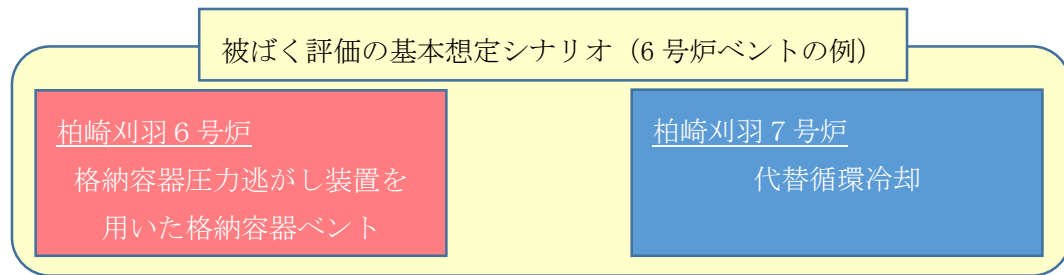 被ばく評価の基本想定シナリオ（6 号炉ベントの例）
柏崎刈羽６号炉
格納容器圧力逃がし装置を
用いた格納容器ベント
柏崎刈羽７号炉
代替循環冷却